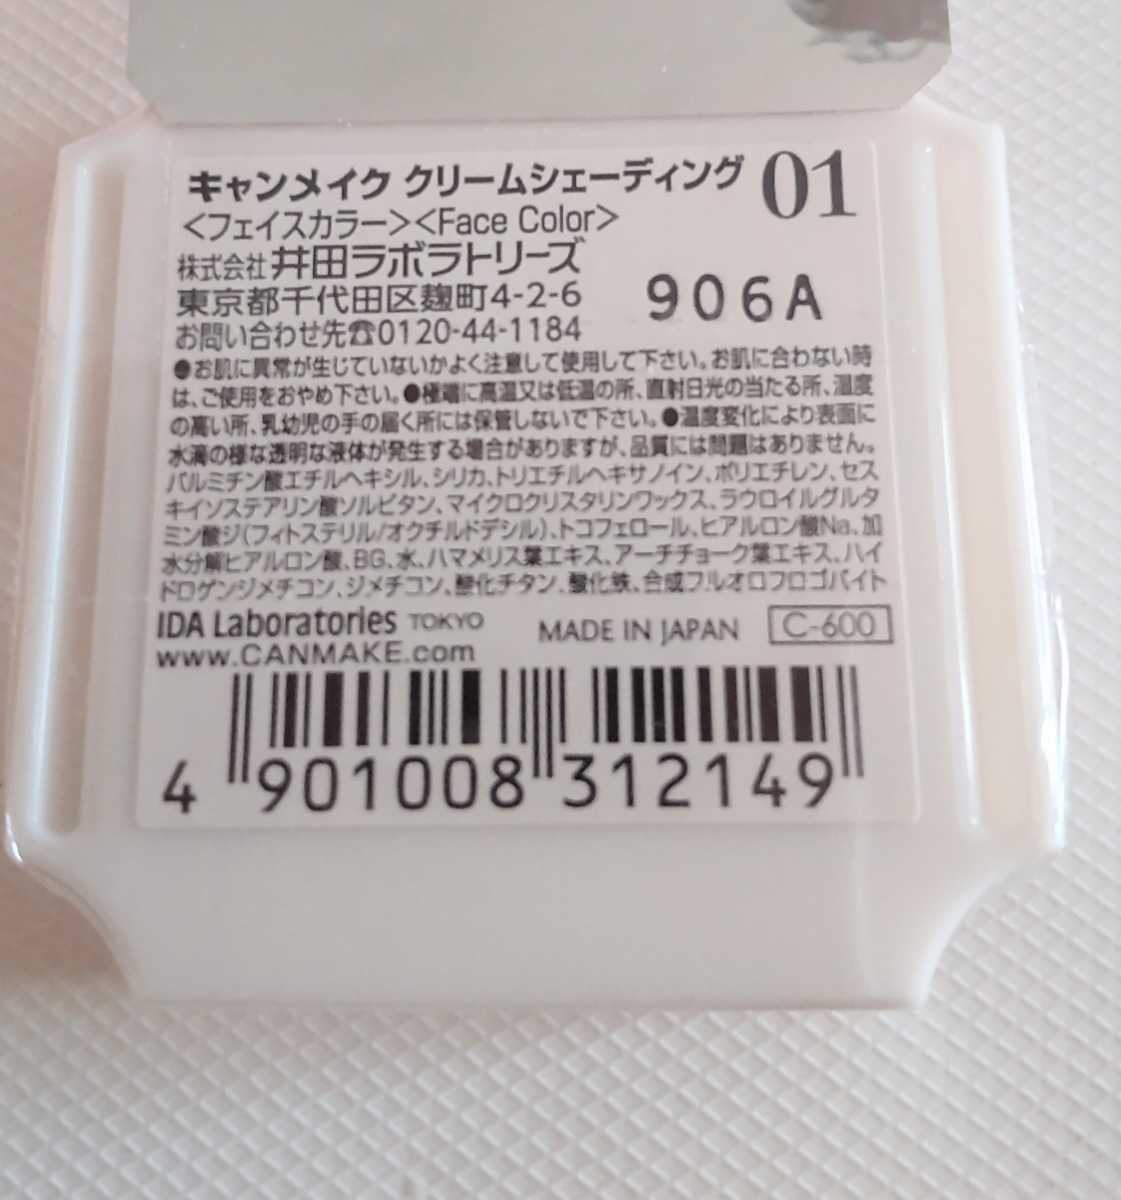 キャンメイク クリームシェーディング 01
<フェイスカラー><Face Color>
株式会社 井田ラボラトリーズ
東京都千代田区麹町4-2-6
906A
お問い合わせ先☎0120-44-1184
●お肌に異常が生じていないかよく注意して使用して下さい。お肌に合わない時
は、ご使用をおやめ下さい。●極端に高温又は低温の所、直射日光の当たる所、湿度
の高い所、乳幼児の手の届く所には保管しないで下さい。●温度変化により表面に
水滴の様な透明な液体が発生する場合がありますが、品質には問題はありません。
パルミチン酸エチルヘキシル、シリカ、トリエチルヘキサノイン、ポリエチレン、セス
キイソステアリン酸ソルビタン、マイクロクリスタリンワックス、ラウロイルグルタ
ミン酸ジ(フィトステリル/オクチルドデシル)、トコフェロール、ヒアルロン酸Na、加
水分解ヒアルロン酸、BG、水、ハマメリス葉エキス、アーチチョーク葉エキス、ハイ
ドロゲンジメチコン、ジメチコン、酸化チタン、酸化鉄、合成フルオロフロゴパイト
IDA Laboratories TOKYO
MADE IN JAPAN C-600
www.CANMAKE.com
4 901008 312149